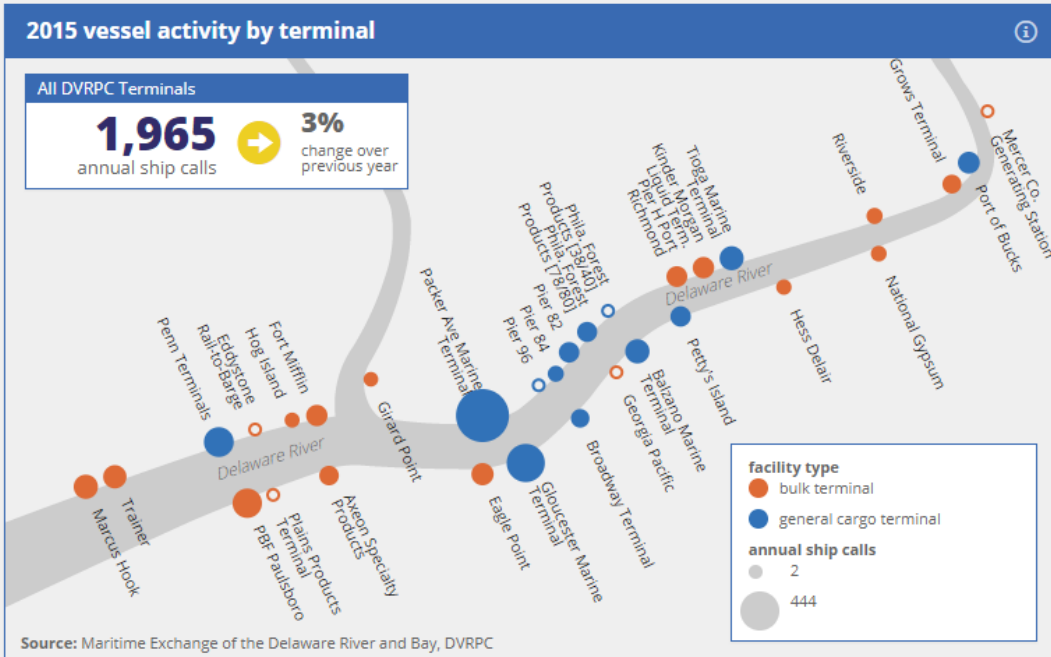 2015 vessel activity by terminal
All DVRPC Terminals
1,965
annual ship calls
3%
change over
previous year
Grows Terminal
Mercer Co.
Generating Station
Port of Bucks
Riverside
National Gypsum
Hess Delair
Tioga Marine
Terminal
Kinder Morgan
Liquid Term.
Pier H Port
Richmond
Delaware River
Petty's Island
Phila. Forest
Products [38/40]
Phila. Forest
Products [78/80]
Pier 82
Pier 84
Pier 96
Balzano Marine
Terminal
Georgia Pacific
Broadway Terminal
Packer Ave Marine
Terminal
Gloucester Marine
Terminal
Eagle Point
Girard Point
Fort Mifflin
Hog Island
Eddystone
Rail-to-Barge
Penn Terminals
Delaware River
Axeon Specialty
Products
Plains Products
Terminal
PBF Paulsboro
Trainer
Marcus Hook
facility type
bulk terminal
general cargo terminal
annual ship calls
2
444
Source: Maritime Exchange of the Delaware River and Bay, DVRPC